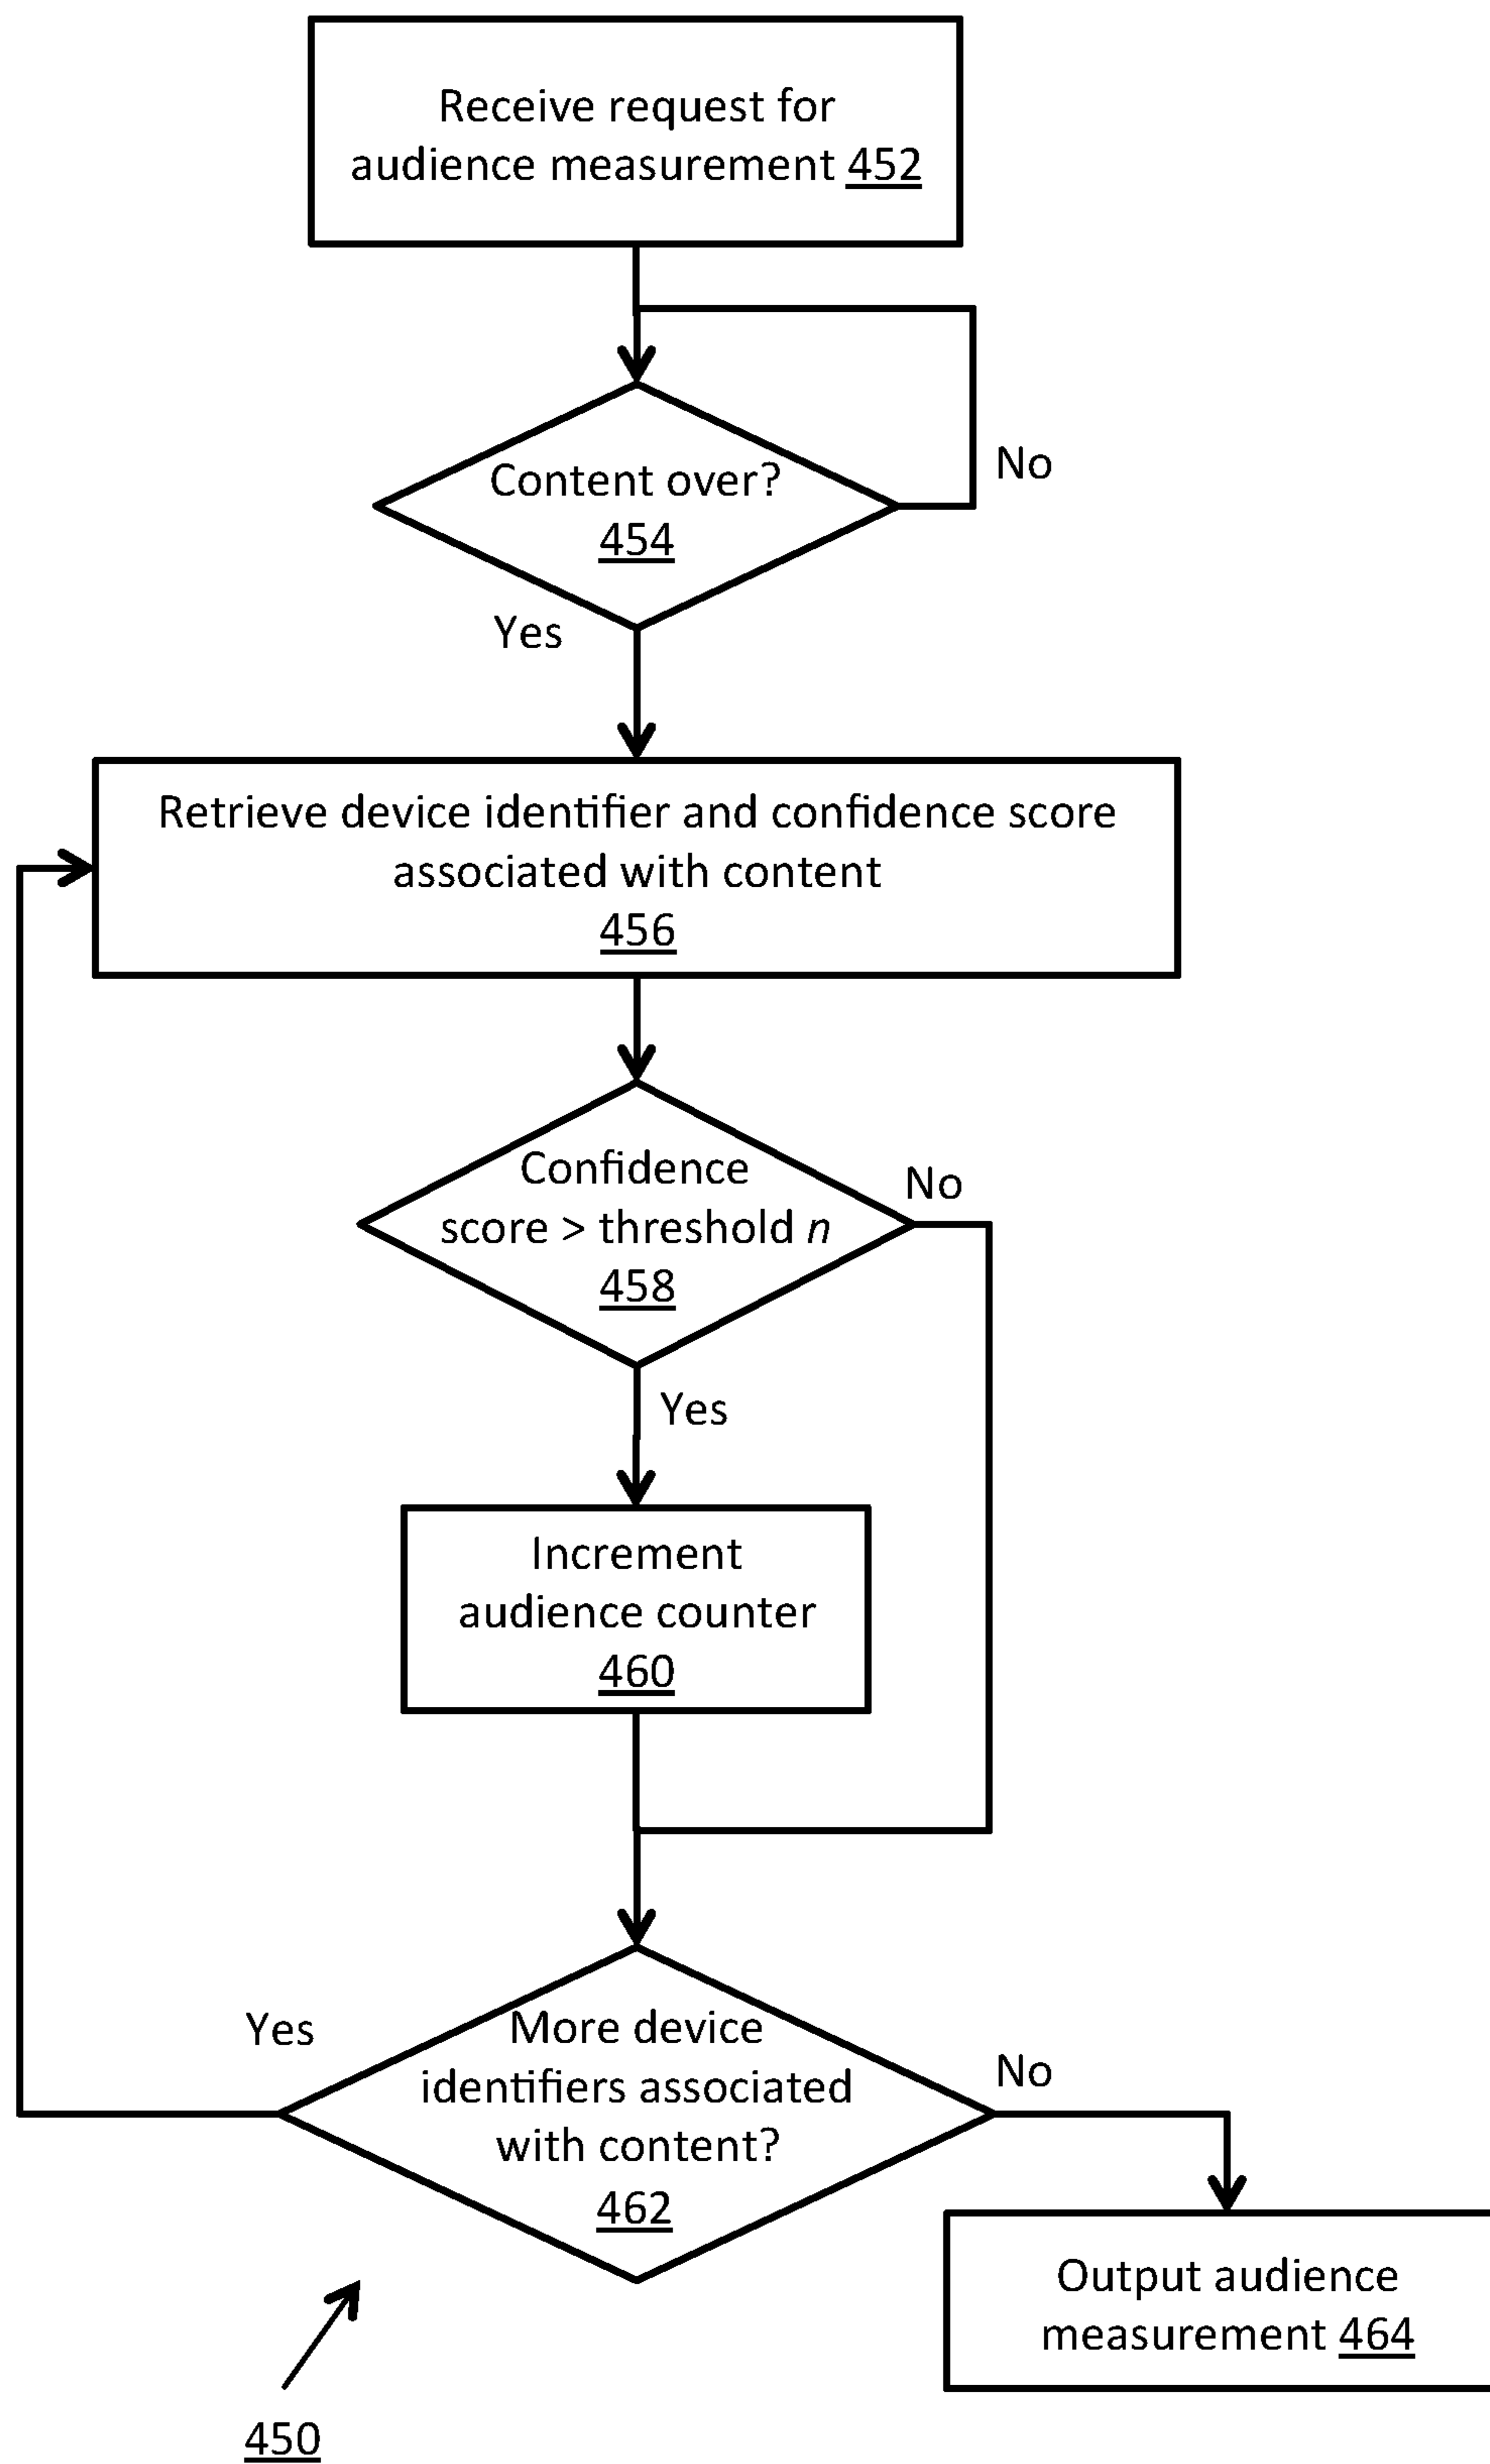 Receive request for
audience measurement 452
Content over?
454
No
Yes
Retrieve device identifier and confidence score
associated with content
456
Confidence
score > threshold n
458
No
Yes
Increment
audience counter
460
More device
identifiers associated
with content?
462
Yes
No
Output audience
measurement 464
450